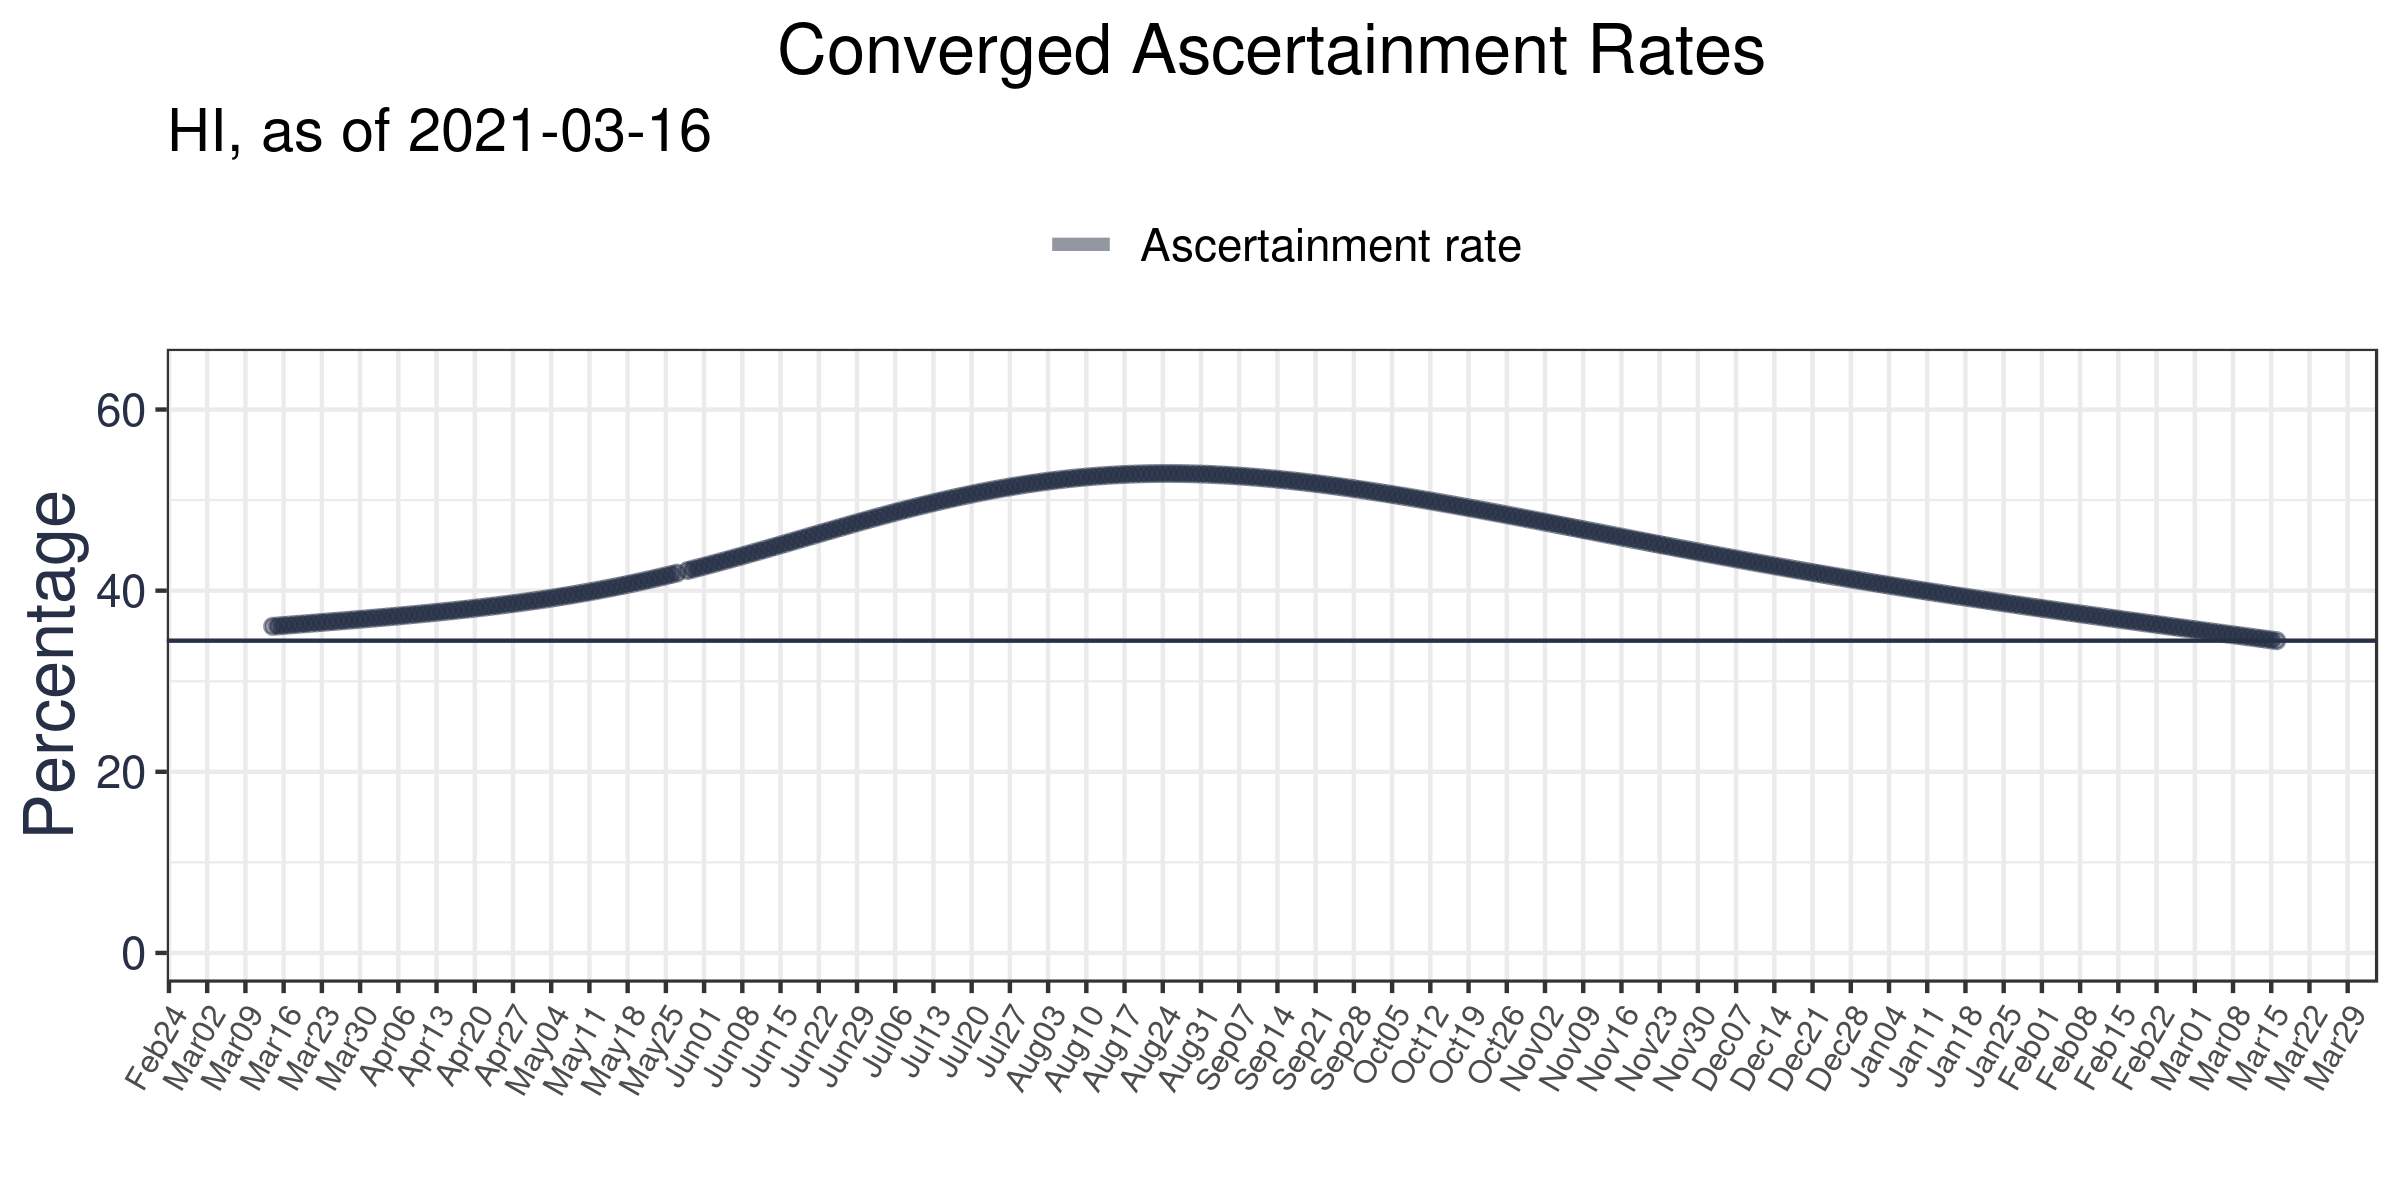 Converged Ascertainment Rates
HI, as of 2021-03-16
Ascertainment rate
Percentage
60
40
20
0
Feb24 Mar02 Mar09 Mar16 Mar23 Mar30 Apr06 Apr13 Apr20 Apr27 May04 May11 May18 May25 Jun01 Jun08 Jun15 Jun22 Jun29 Jul06 Jul13 Jul20 Jul27 Aug03 Aug10 Aug17 Aug24 Aug31 Sep07 Sep14 Sep21 Sep28 Oct05 Oct12 Oct19 Oct26 Nov02 Nov09 Nov16 Nov23 Nov30 Dec07 Dec14 Dec21 Dec28 Jan04 Jan11 Jan18 Jan25 Feb01 Feb08 Feb15 Feb22 Mar01 Mar08 Mar15 Mar22 Mar29